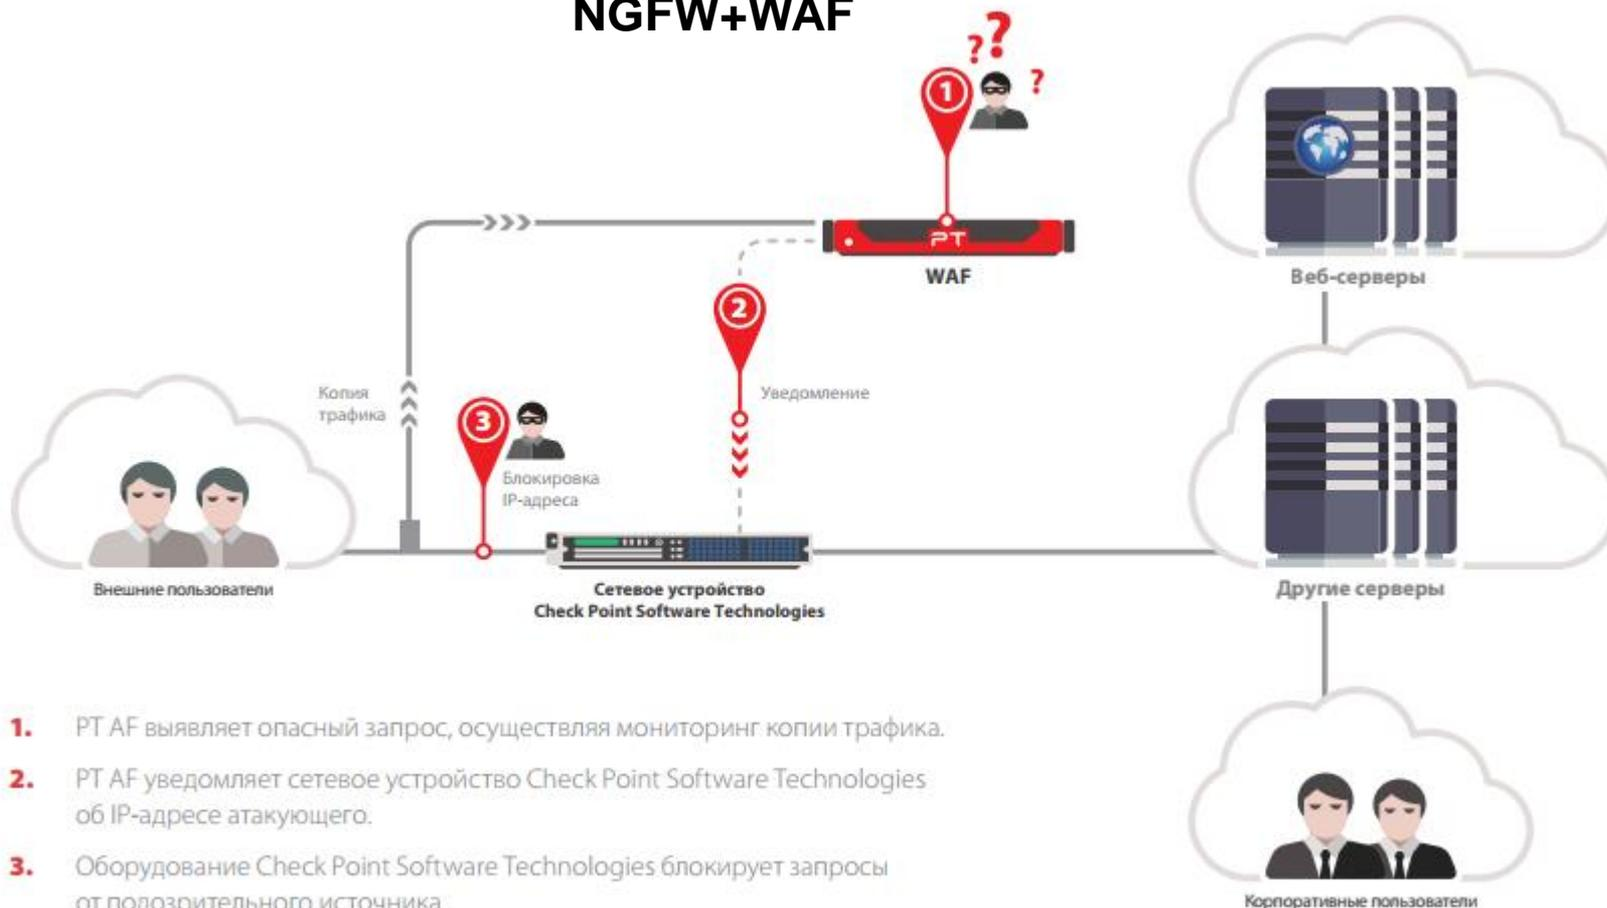 NGFW+WAF
? ? ?
1
PT
WAF
Веб-серверы
2
Копия
трафика
Уведомление
3
Блокировка
IP-адреса
Внешние пользователи
Сетевое устройство
Check Point Software Technologies
Другие серверы
1. PT AF выявляет опасный запрос, осуществляя мониторинг копии трафика.
2. PT AF уведомляет сетевое устройство Check Point Software Technologies
об IP-адресе атакующего.
3. Оборудование Check Point Software Technologies блокирует запросы
от подозрительного источника.
Корпоративные пользователи